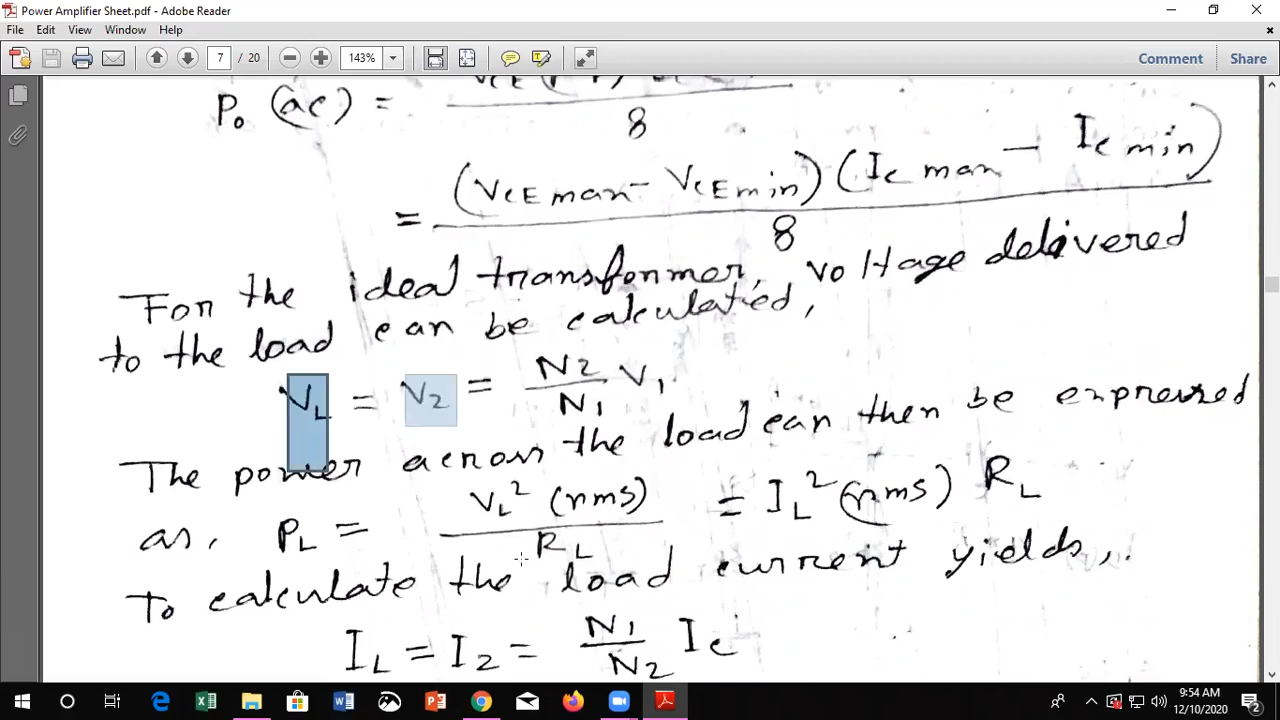 Power Amplifier Sheet.pdf - Adobe Reader
File Edit View Window Help
7 / 20 143% Comment Share
P₀ (ac) = 8
= (VCE man - VCE min) (Ic man - Ic min) / 8
For the ideal transformer, voltage delivered
to the load can be calculatied,
VL = V2 = N2/N1 V1
The power across the load can then be expressed
as, PL = VL² (rms) / RL = IL² (rms) RL
To calculate the load current yields,
IL = I2 = N1/N2 Ic
9:54 AM
12/10/2020
2